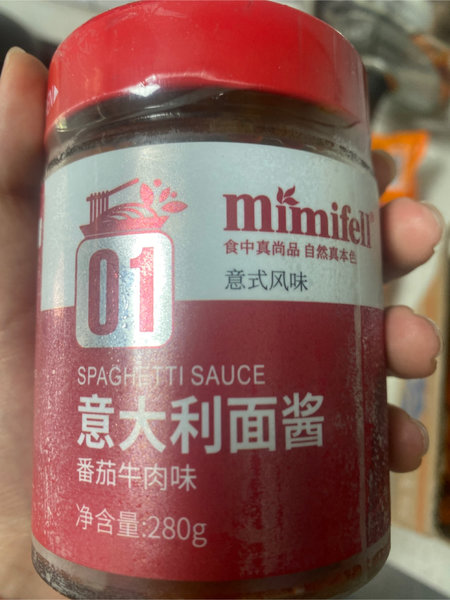 mimifell®
食中真尚品 自然真本色
意式风味
01
SPAGHETTI SAUCE
意大利面酱
番茄牛肉味
净含量:280g